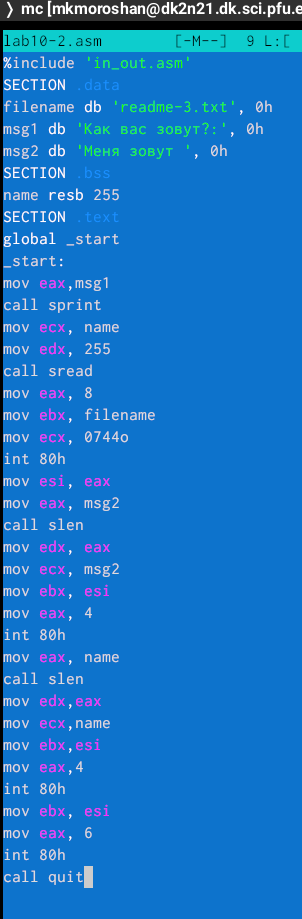 ❭ mc [mkmoroshan@dk2n21.dk.sci.pfu.e
lab10-2.asm [-M--] 9 L:[
%include 'in_out.asm'
SECTION .data
filename db 'readme-3.txt', 0h
msg1 db 'Как вас зовут?:', 0h
msg2 db 'Меня зовут ', 0h
SECTION .bss
name resb 255
SECTION .text
global _start
_start:
mov eax,msg1
call sprint
mov ecx, name
mov edx, 255
call sread
mov eax, 8
mov ebx, filename
mov ecx, 0744o
int 80h
mov esi, eax
mov eax, msg2
call slen
mov edx, eax
mov ecx, msg2
mov ebx, esi
mov eax, 4
int 80h
mov eax, name
call slen
mov edx,eax
mov ecx,name
mov ebx,esi
mov eax,4
int 80h
mov ebx, esi
mov eax, 6
int 80h
call quit